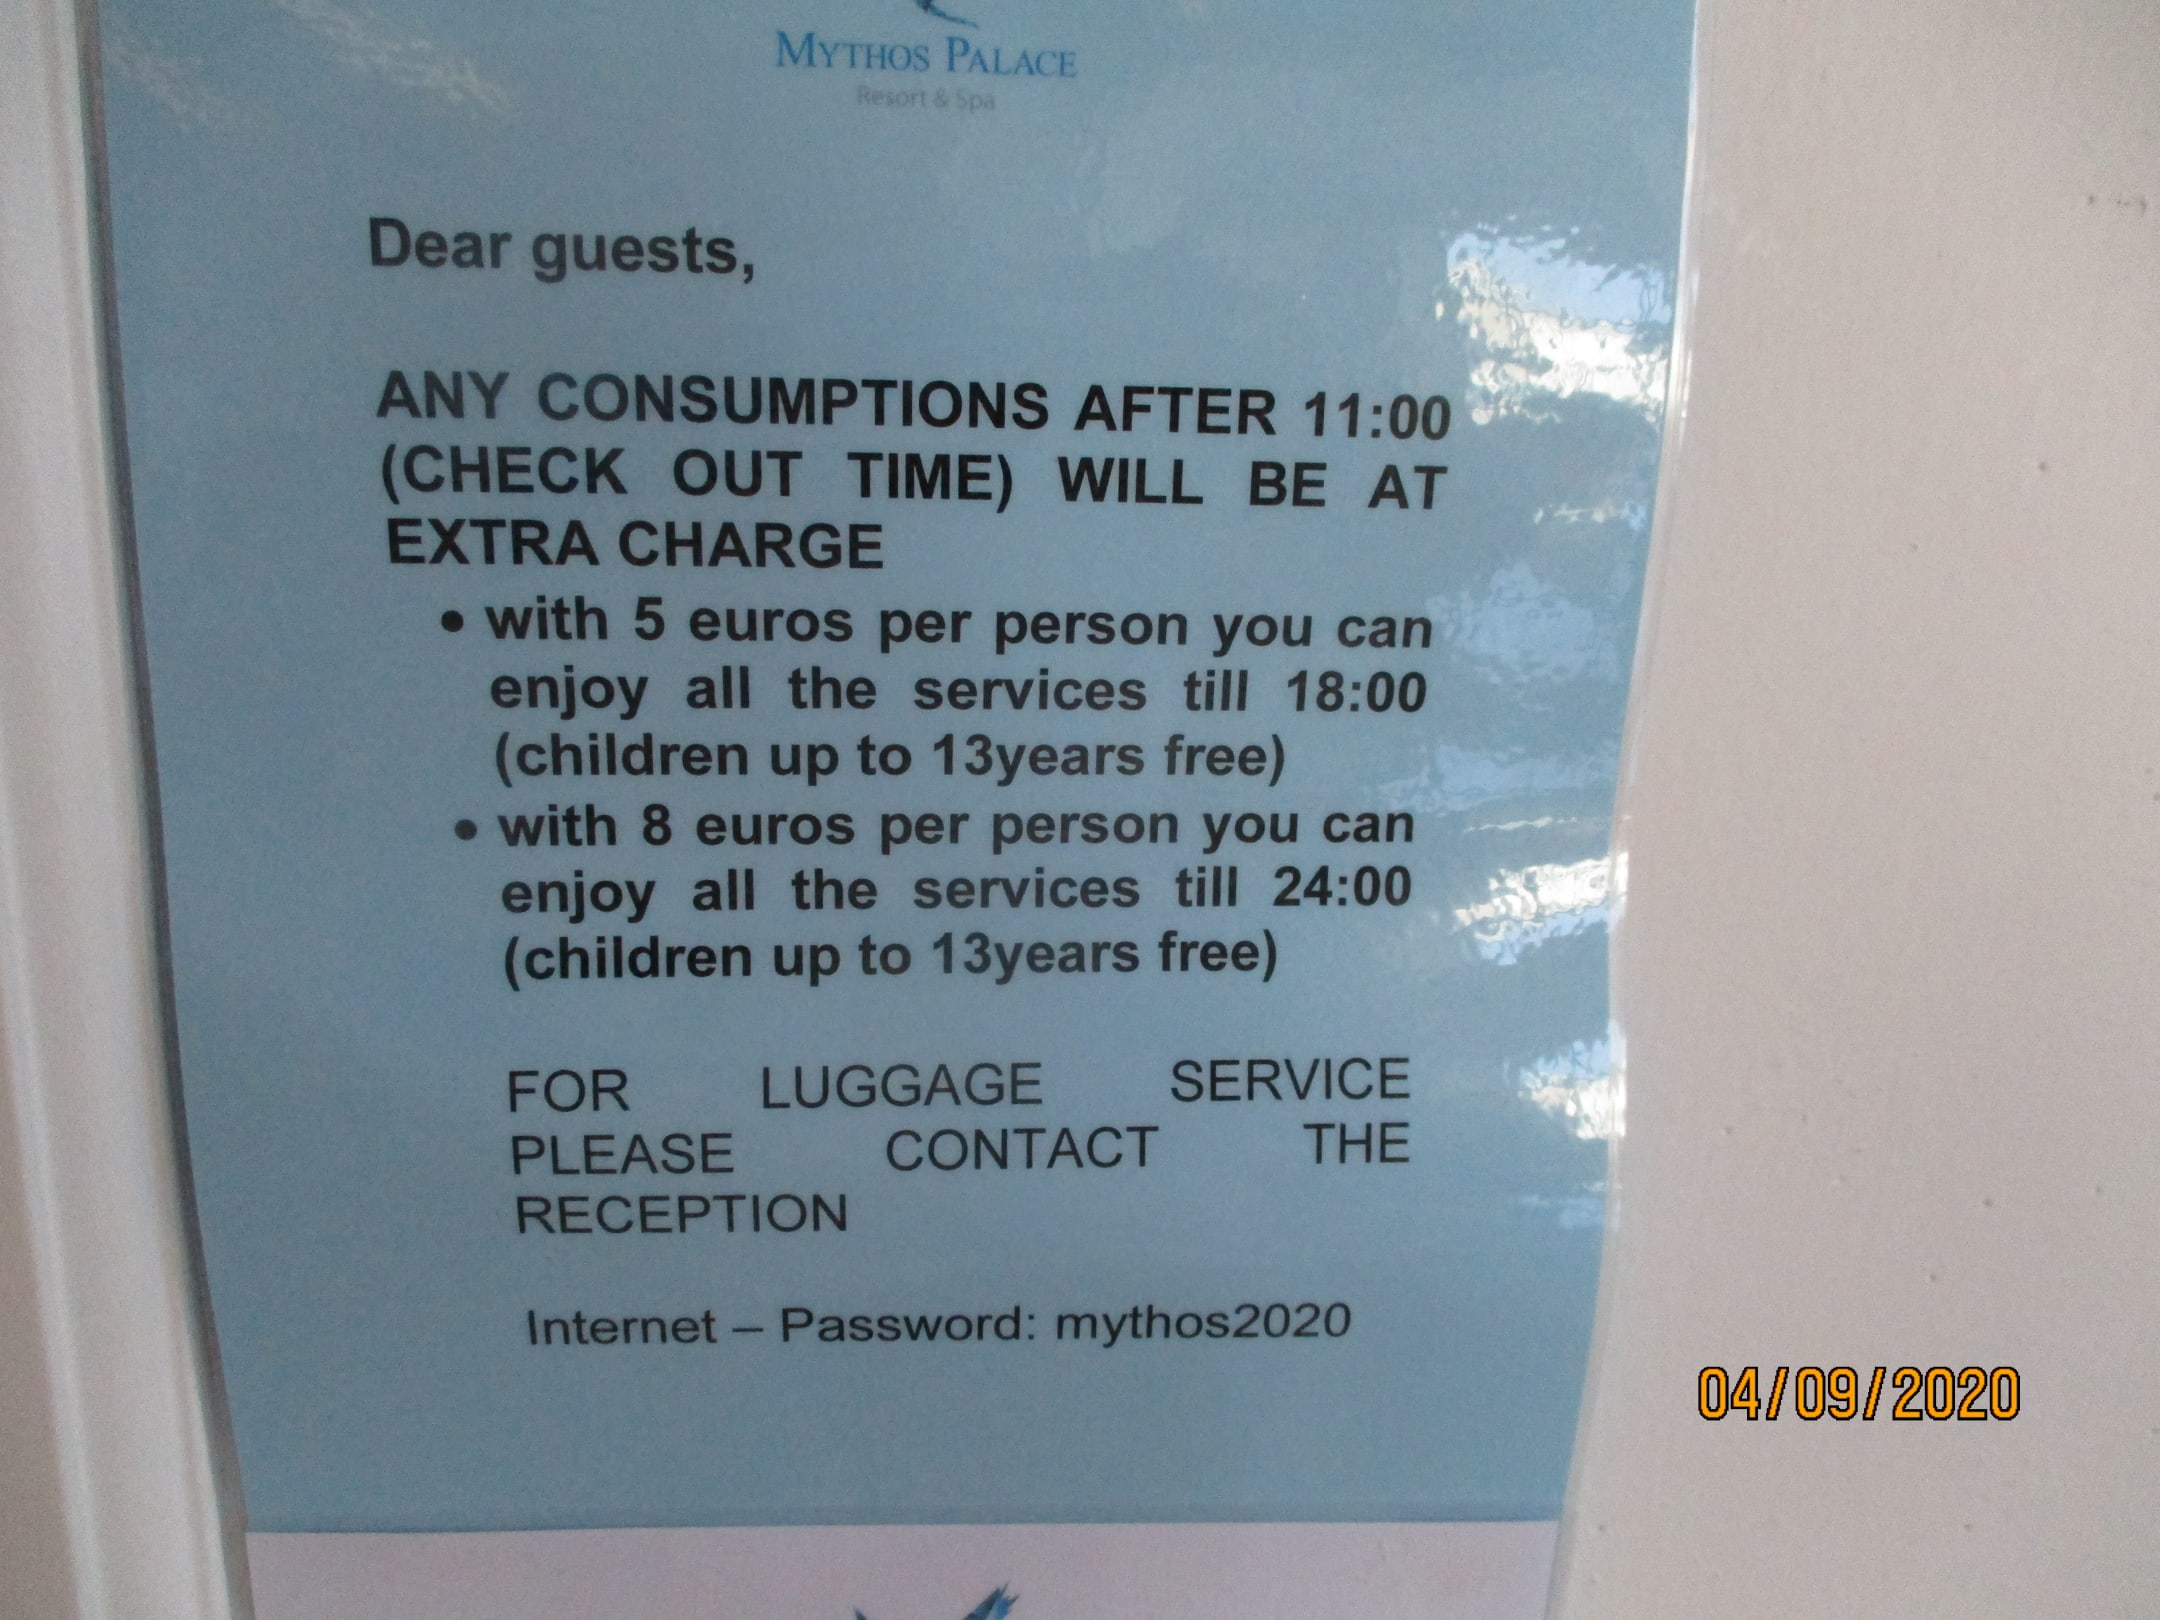 MYTHOS PALACE
Resort & Spa
Dear guests,
ANY CONSUMPTIONS AFTER 11:00
(CHECK OUT TIME) WILL BE AT
EXTRA CHARGE
• with 5 euros per person you can
enjoy all the services till 18:00
(children up to 13years free)
• with 8 euros per person you can
enjoy all the services till 24:00
(children up to 13years free)
FOR LUGGAGE SERVICE
PLEASE CONTACT THE
RECEPTION
Internet – Password: mythos2020
04/09/2020